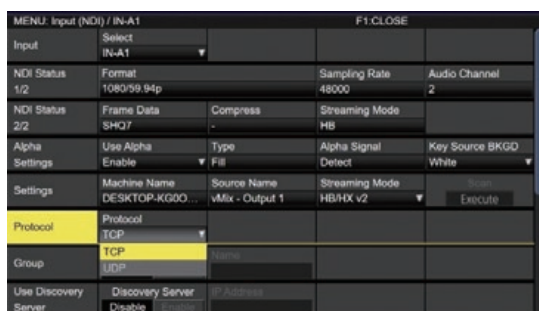 MENU: Input (NDI) / IN-A1 F1:CLOSE
Input Select
IN-A1
NDI Status Format Sampling Rate Audio Channel
1/2 1080/59.94p 48000 2
NDI Status Frame Data Compress Streaming Mode
2/2 SHQ7 - HB
Alpha Use Alpha Type Alpha Signal Key Source BKGD
Settings Enable Fill Detect White
Settings Machine Name Source Name Streaming Mode Scan
DESKTOP-KG0O... vMix - Output 1 HB/HX v2 Execute
Protocol Protocol
TCP
TCP
Group Name
UDP
Use Discovery Discovery Server IP Address
Server Disable Enable